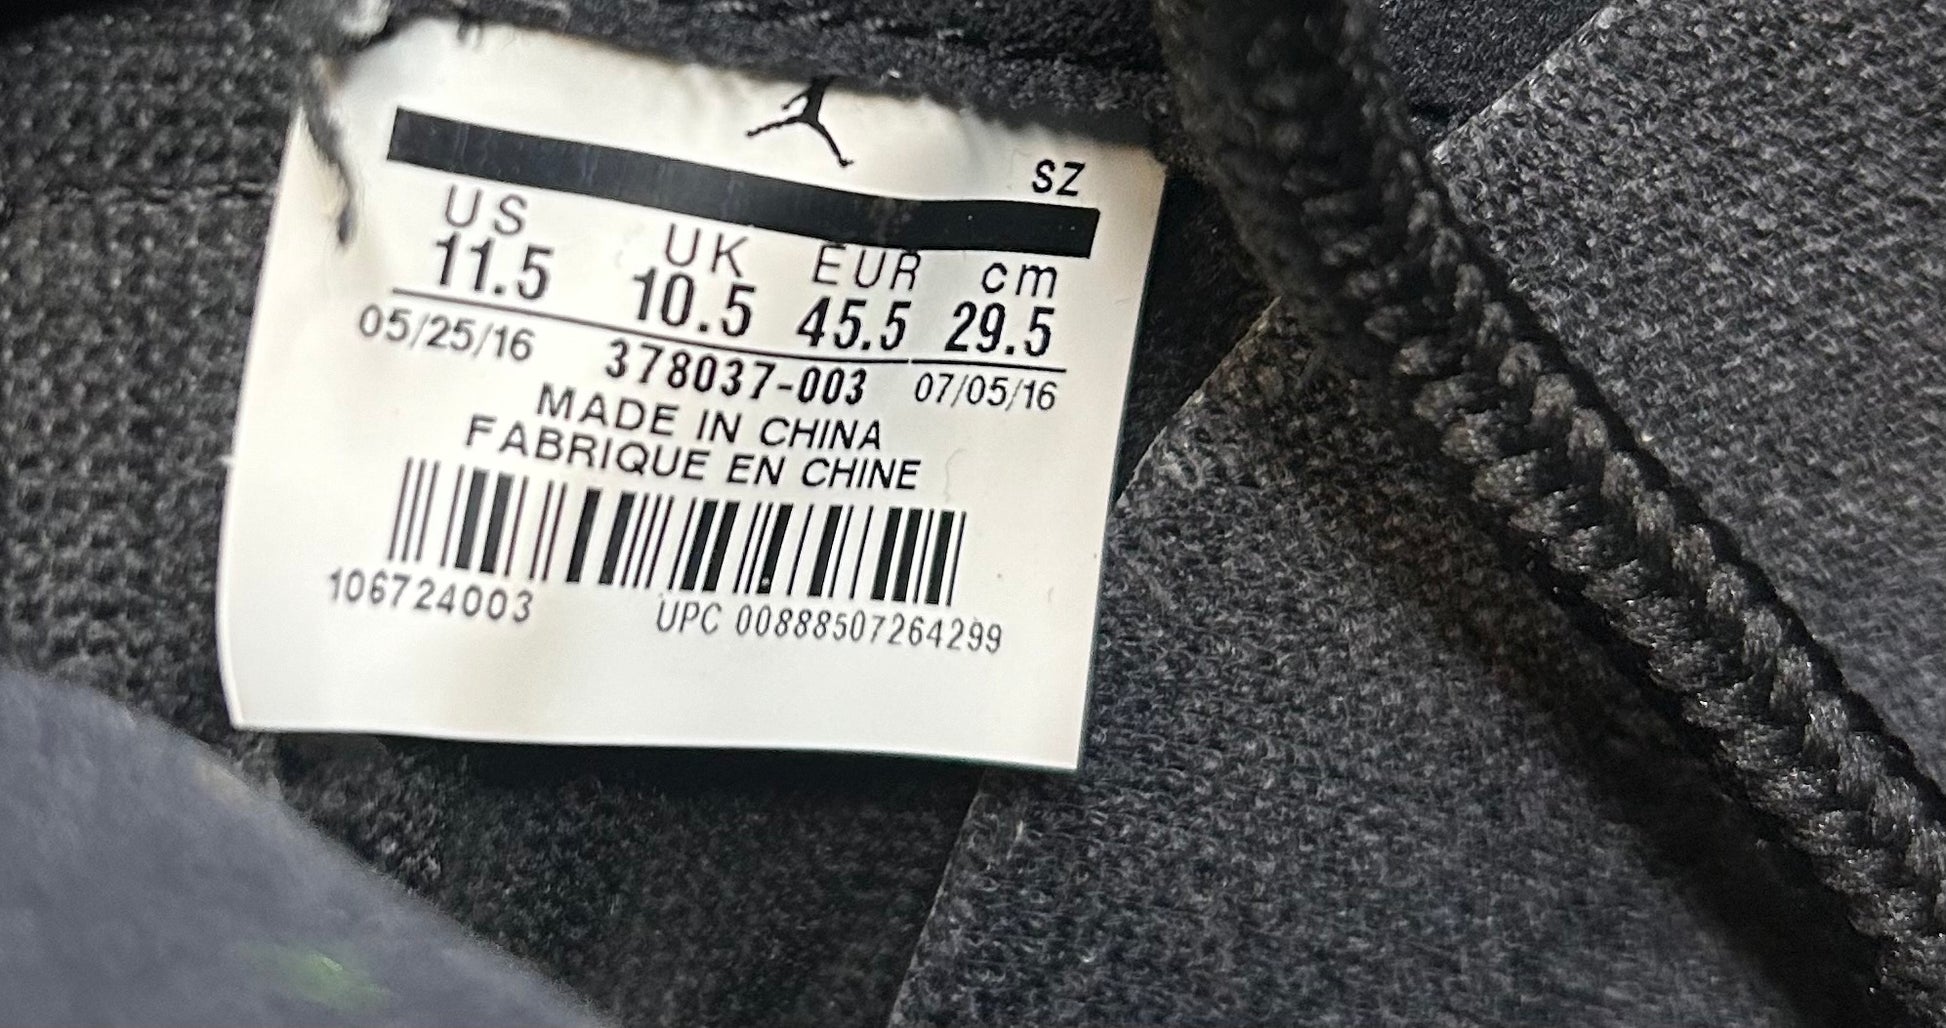 SZ
US UK EUR cm
11.5 10.5 45.5 29.5
05/25/16 378037-003 07/05/16
MADE IN CHINA
FABRIQUE EN CHINE
106724003 UPC 00888507264299